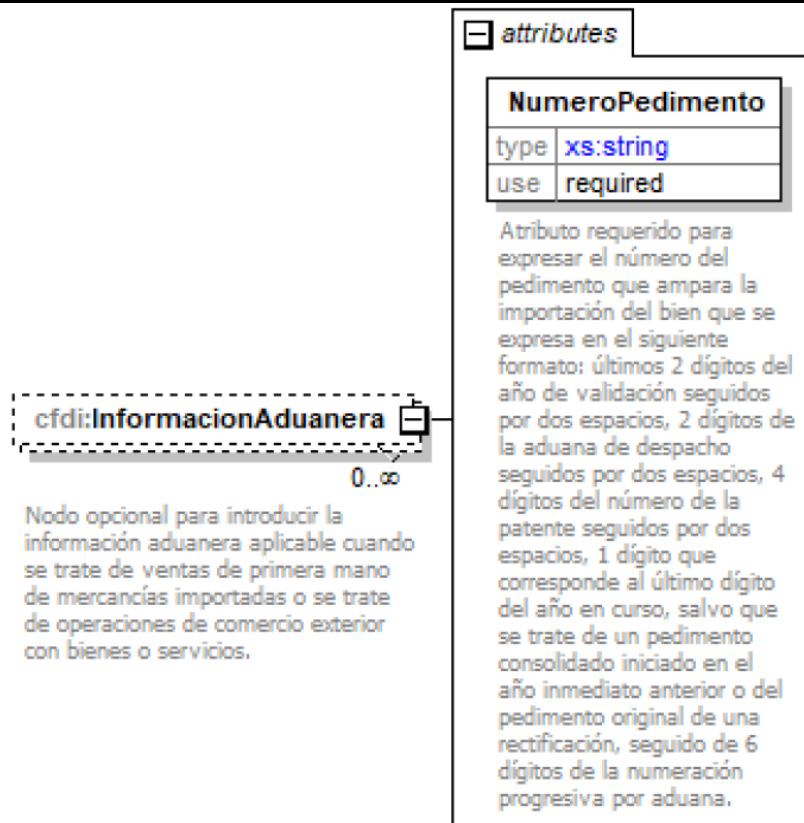 attributes
NumeroPedimento
type xs:string
use required
Atributo requerido para
expresar el número del
pedimento que ampara la
importación del bien que se
expresa en el siguiente
formato: últimos 2 dígitos del
año de validación seguidos
por dos espacios, 2 dígitos de
la aduana de despacho
seguidos por dos espacios, 4
dígitos del número de la
patente seguidos por dos
espacios, 1 dígito que
corresponde al último dígito
del año en curso, salvo que
se trate de un pedimento
consolidado iniciado en el
año inmediato anterior o del
pedimento original de una
rectificación, seguido de 6
dígitos de la numeración
progresiva por aduana.
cfdi:InformacionAduanera
0..∞
Nodo opcional para introducir la
información aduanera aplicable cuando
se trate de ventas de primera mano
de mercancías importadas o se trate
de operaciones de comercio exterior
con bienes o servicios.